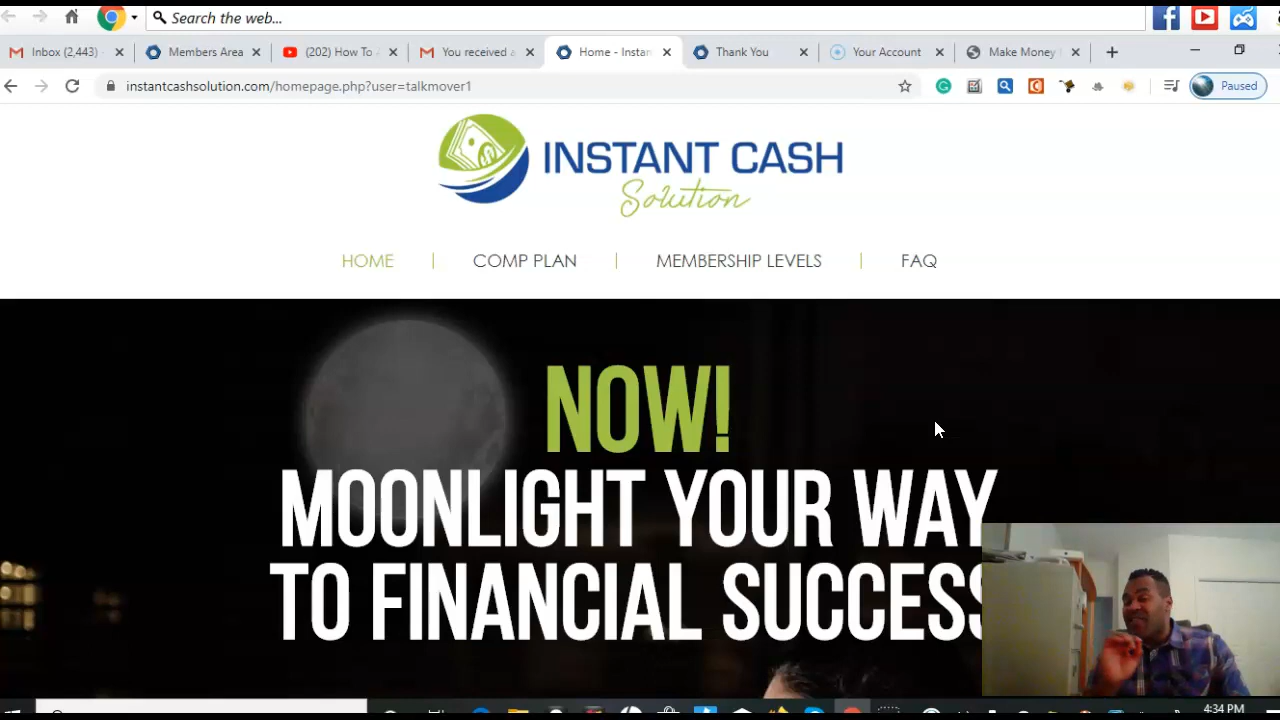 Search the web...
Inbox (2,443)
Members Area
(202) How To
You received a
Home - Instan
Thank You
Your Account
Make Money
instantcashsolution.com/homepage.php?user=talkmover1
Paused
INSTANT CASH
Solution
HOME
COMP PLAN
MEMBERSHIP LEVELS
FAQ
NOW!
MOONLIGHT YOUR WAY
TO FINANCIAL SUCCESS
4:34 PM